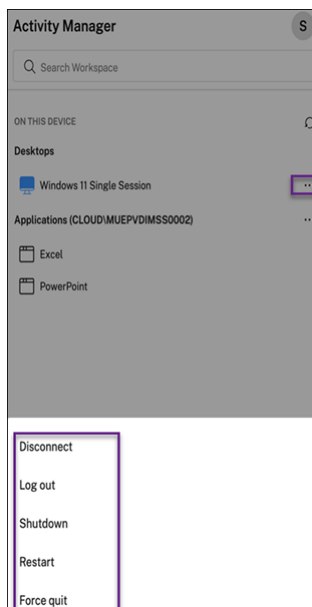 Activity Manager
S
Search Workspace
ON THIS DEVICE
Desktops
Windows 11 Single Session
...
Applications (CLOUD\MUEPVDIMSS0002)
...
Excel
PowerPoint
Disconnect
Log out
Shutdown
Restart
Force quit